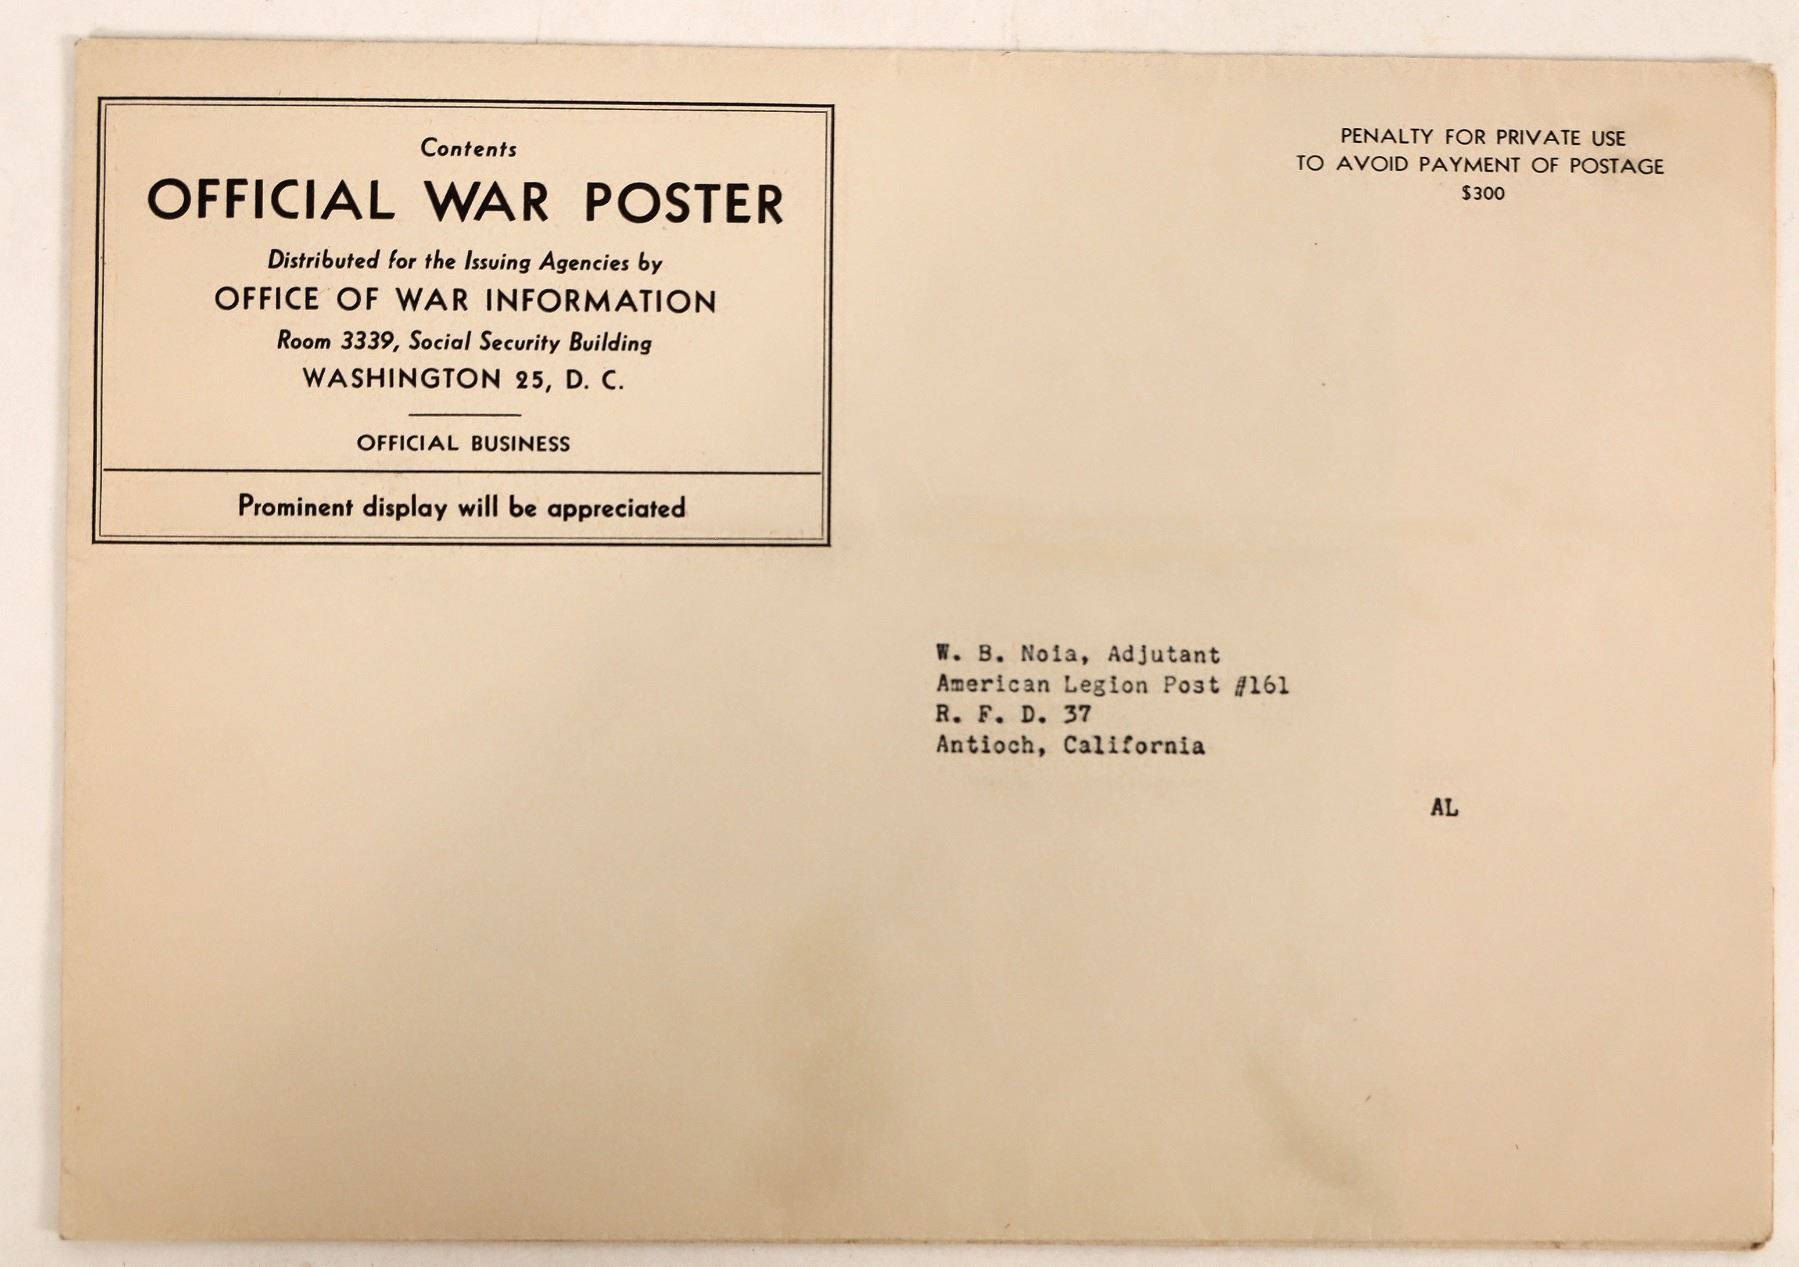 Contents
OFFICIAL WAR POSTER
Distributed for the Issuing Agencies by
OFFICE OF WAR INFORMATION
Room 3339, Social Security Building
WASHINGTON 25, D. C.
OFFICIAL BUSINESS
Prominent display will be appreciated
PENALTY FOR PRIVATE USE
TO AVOID PAYMENT OF POSTAGE
$300
W. B. Noia, Adjutant
American Legion Post #161
R. F. D. 37
Antioch, California
AL